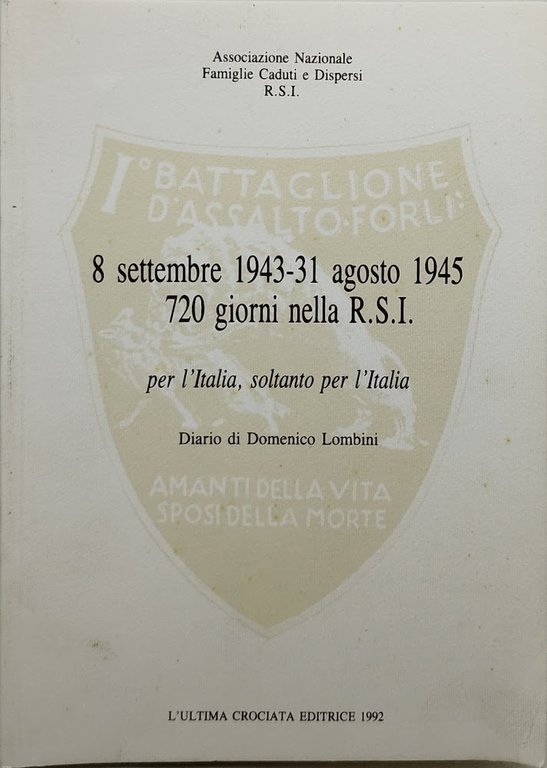 Associazione Nazionale
Famiglie Caduti e Dispersi
R.S.I.
I° BATTAGLIONE
D'ASSALTO·FORLI:
8 settembre 1943-31 agosto 1945
720 giorni nella R.S.I.
per l'Italia, soltanto per l'Italia
Diario di Domenico Lombini
AMANTI DELLA VITA
SPOSI DELLA MORTE
L'ULTIMA CROCIATA EDITRICE 1992